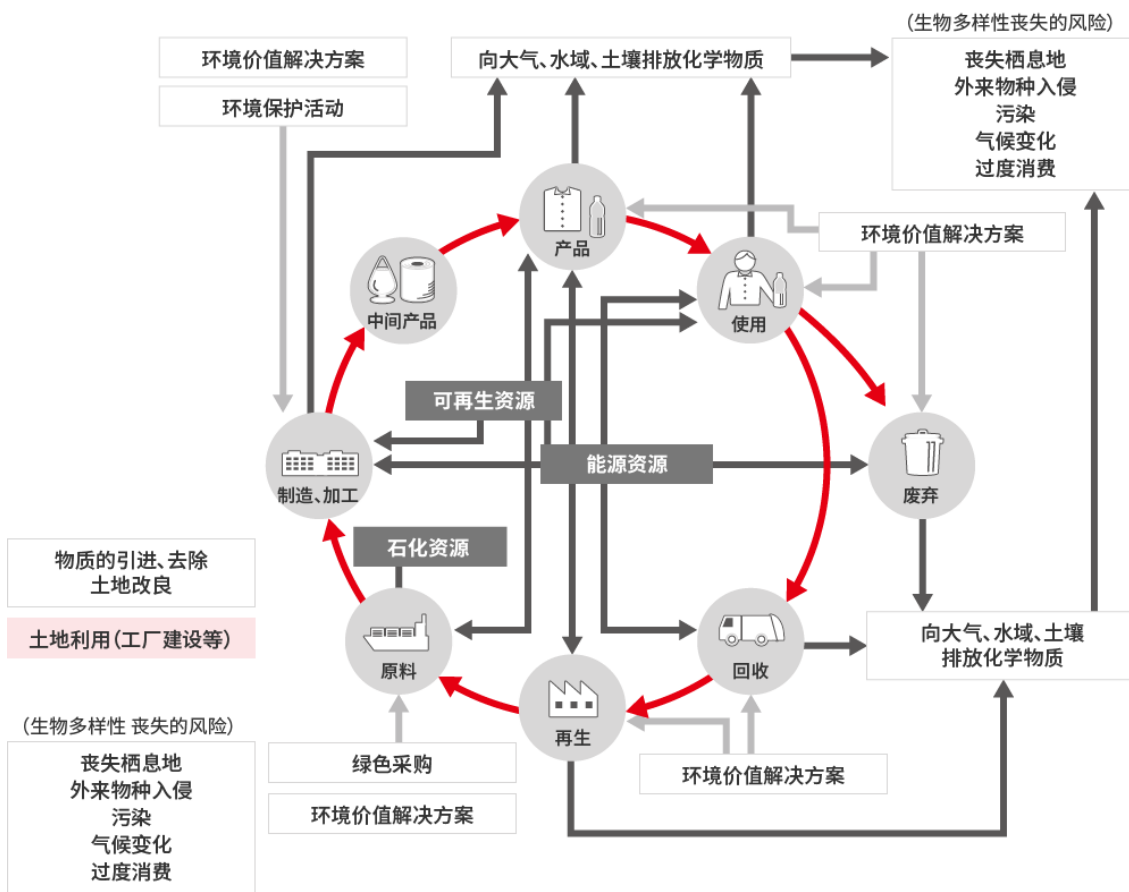 环境价值解决方案
环境保护活动
向大气、水域、土壤排放化学物质
（生物多样性丧失的风险）
丧失栖息地
外来物种入侵
污染
气候变化
过度消费
产品
环境价值解决方案
中间产品
使用
可再生资源
能源资源
制造、加工
废弃
石化资源
物质的引进、去除
土地改良
土地利用（工厂建设等）
原料
回收
向大气、水域、土壤
排放化学物质
再生
（生物多样性 丧失的风险）
丧失栖息地
外来物种入侵
污染
气候变化
过度消费
绿色采购
环境价值解决方案
环境价值解决方案